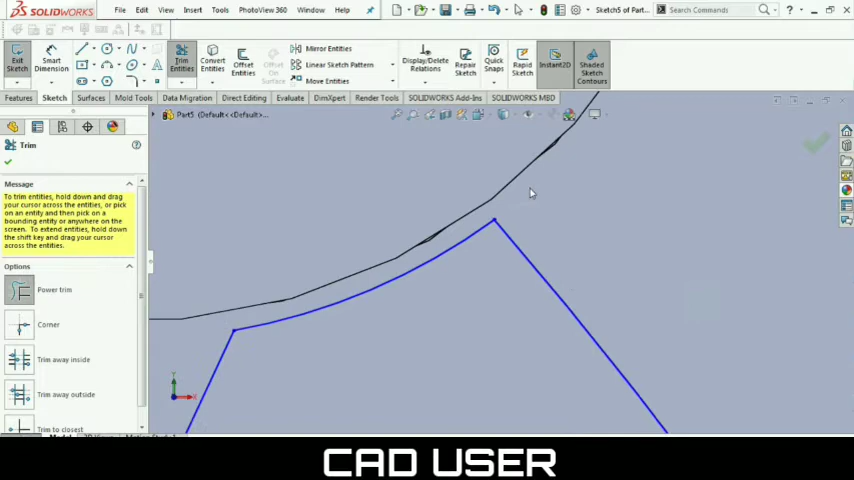 SOLIDWORKS
File Edit View Insert Tools PhotoView 360 Window Help
Sketch5 of Part...
Search Commands
Exit Sketch
Smart Dimension
Trim Entities
Convert Entities
Offset Entities
Offset On Surface
Mirror Entities
Linear Sketch Pattern
Move Entities
Display/Delete Relations
Repair Sketch
Quick Snaps
Rapid Sketch
Instant2D
Shaded Sketch Contours
Features Sketch Surfaces Mold Tools Data Migration Direct Editing Evaluate DimXpert Render Tools SOLIDWORKS Add-Ins SOLIDWORKS MBD
Part5 (Default<<Default>...
Trim
Message
To trim entities, hold down and drag
your cursor across the entities, or pick
on an entity and then pick on a
bounding entity or anywhere on the
screen. To extend entities, hold down
the shift key and drag your cursor
across the entities.
Options
Power trim
Corner
Trim away inside
Trim away outside
Trim to closest
Y
X
CAD USER